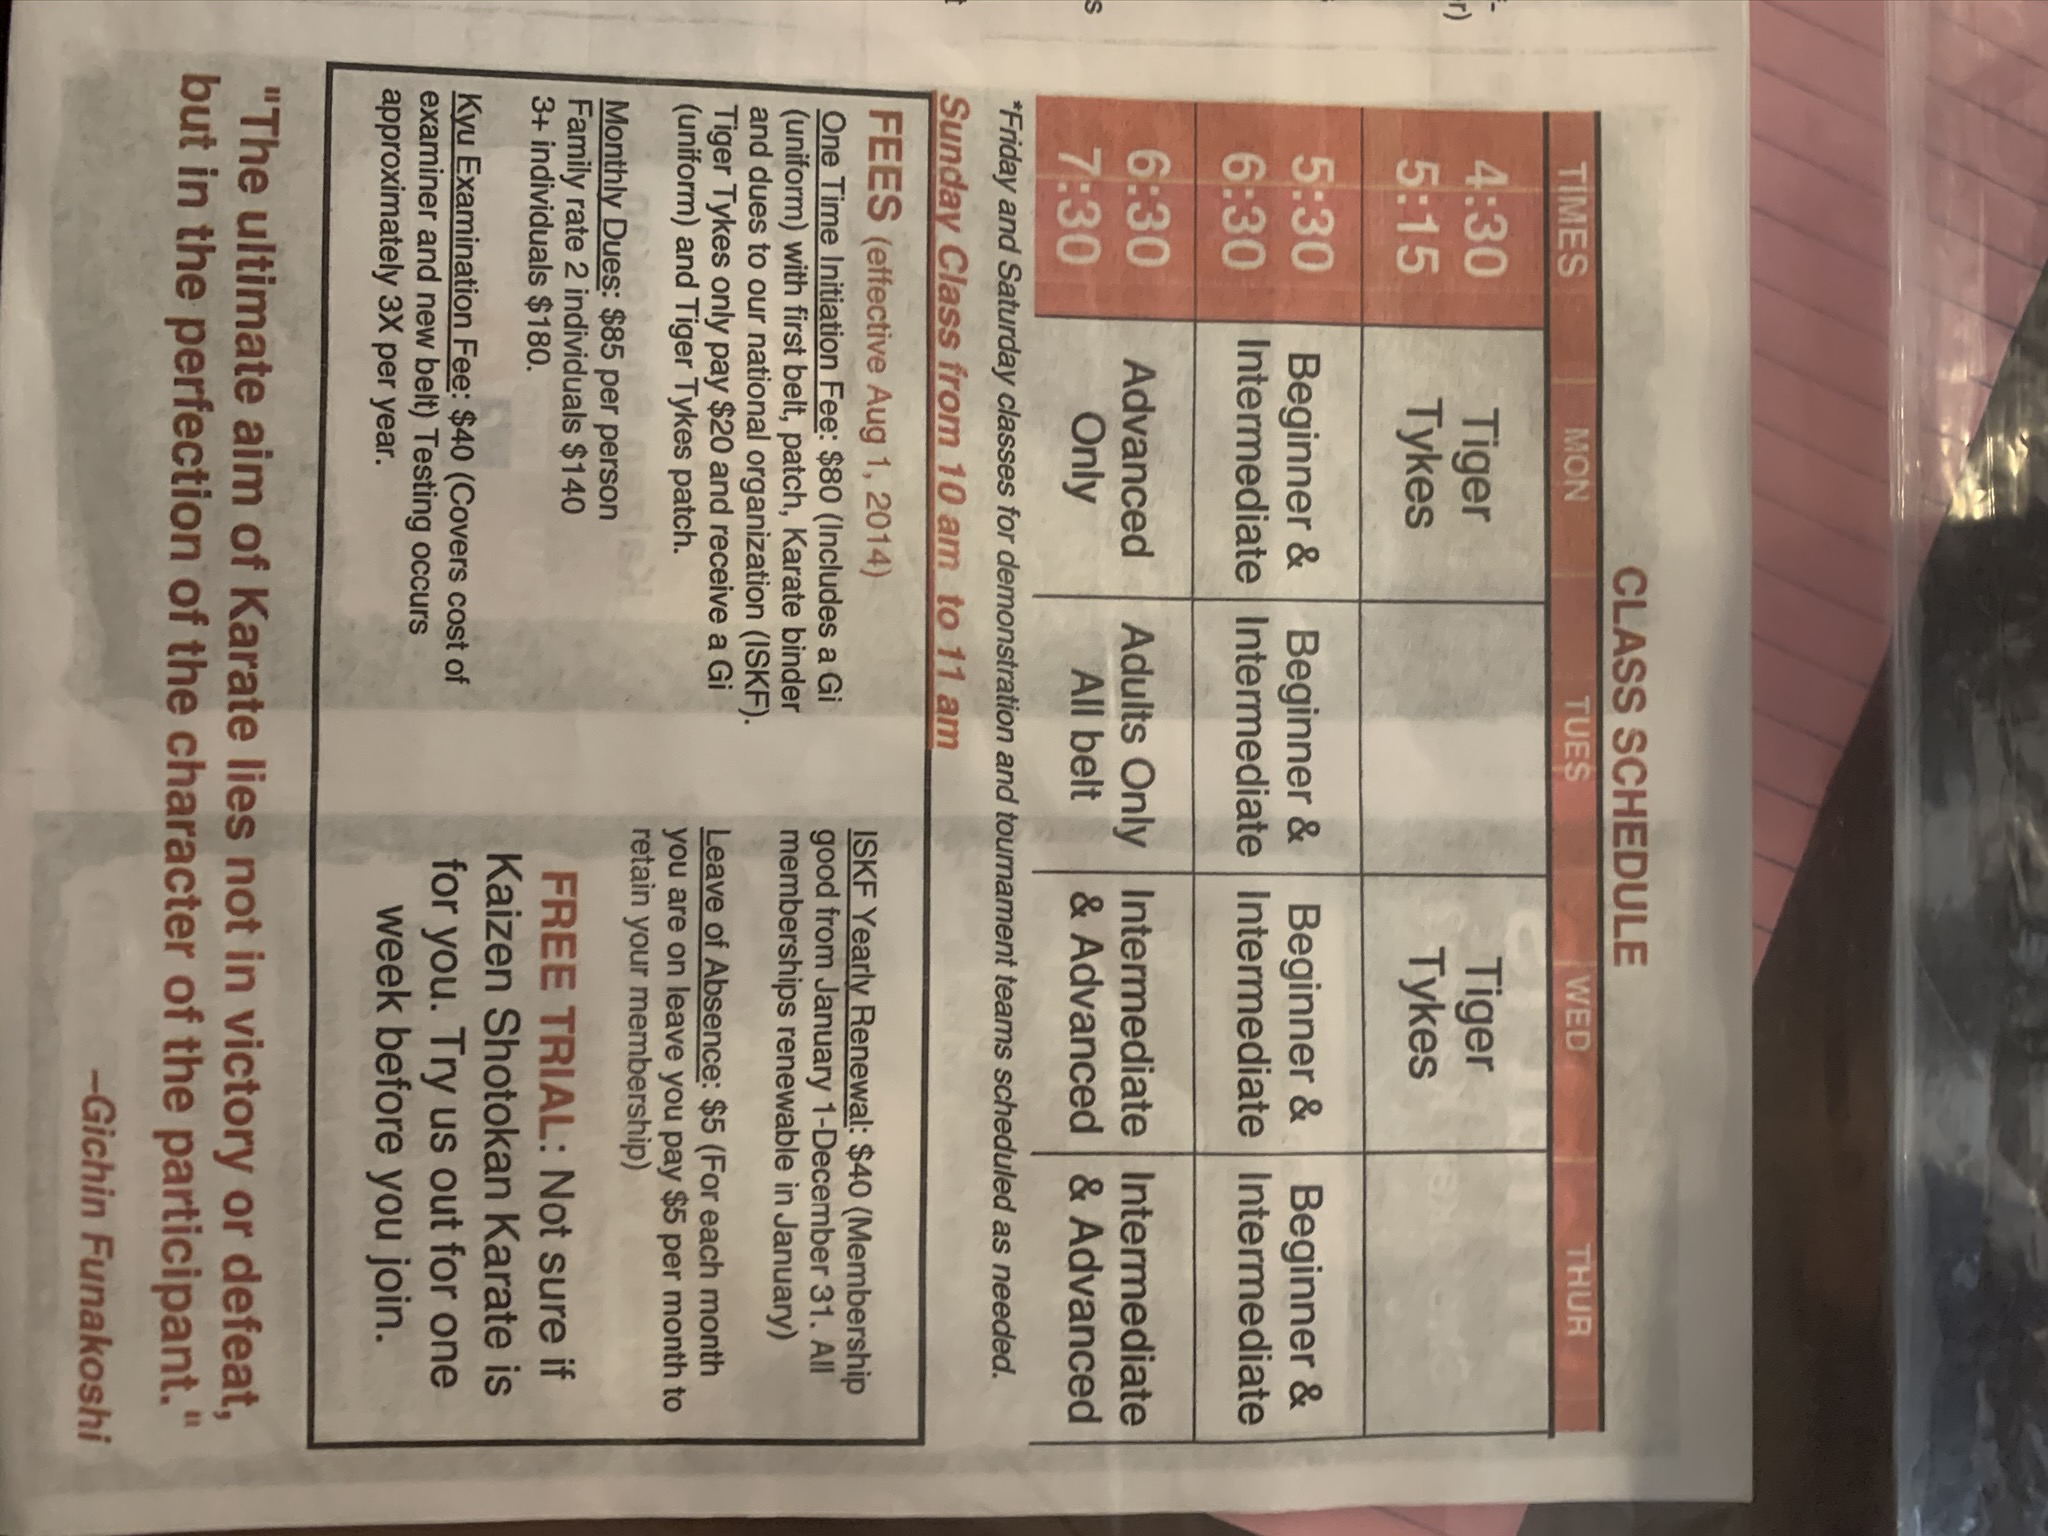 CLASS SCHEDULE
TIMES MON TUES WED THUR
4:30 Tiger Tiger
5:15 Tykes Tykes
5:30 Beginner & Beginner & Beginner & Beginner &
6:30 Intermediate Intermediate Intermediate Intermediate
6:30 Advanced Adults Only Intermediate Intermediate
7:30 Only All belt & Advanced & Advanced
*Friday and Saturday classes for demonstration and tournament teams scheduled as needed.
Sunday Class from 10 am to 11 am
FEES (effective Aug 1, 2014)
One Time Initiation Fee: $80 (Includes a Gi
(uniform) with first belt, patch, Karate binder
and dues to our national organization (ISKF).
Tiger Tykes only pay $20 and receive a Gi
(uniform) and Tiger Tykes patch.
Monthly Dues: $85 per person
Family rate 2 individuals $140
3+ individuals $180.
Kyu Examination Fee: $40 (Covers cost of
examiner and new belt) Testing occurs
approximately 3X per year.
ISKF Yearly Renewal: $40 (Membership
good from January 1-December 31. All
memberships renewable in January)
Leave of Absence: $5 (For each month
you are on leave you pay $5 per month to
retain your membership)
FREE TRIAL: Not sure if
Kaizen Shotokan Karate is
for you. Try us out for one
week before you join.
"The ultimate aim of Karate lies not in victory or defeat,
but in the perfection of the character of the participant."
–Gichin Funakoshi